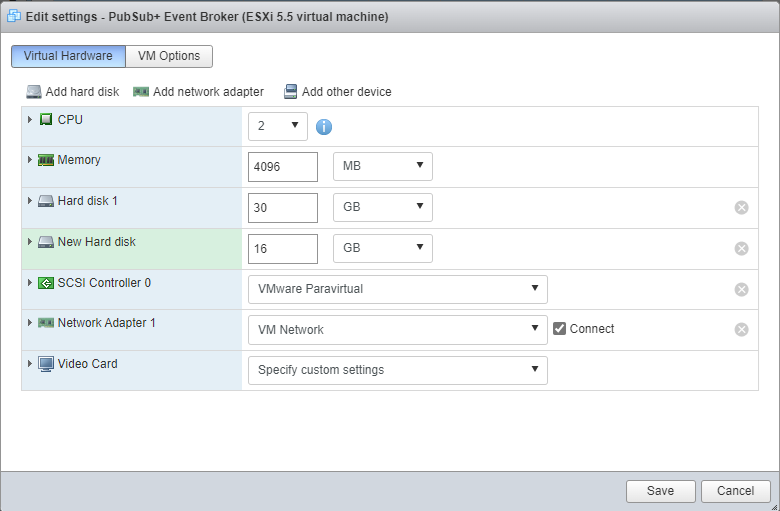 Edit settings - PubSub+ Event Broker (ESXi 5.5 virtual machine)
Virtual Hardware VM Options
Add hard disk Add network adapter Add other device
CPU 2
Memory 4096 MB
Hard disk 1 30 GB
New Hard disk 16 GB
SCSI Controller 0 VMware Paravirtual
Network Adapter 1 VM Network Connect
Video Card Specify custom settings
Save Cancel